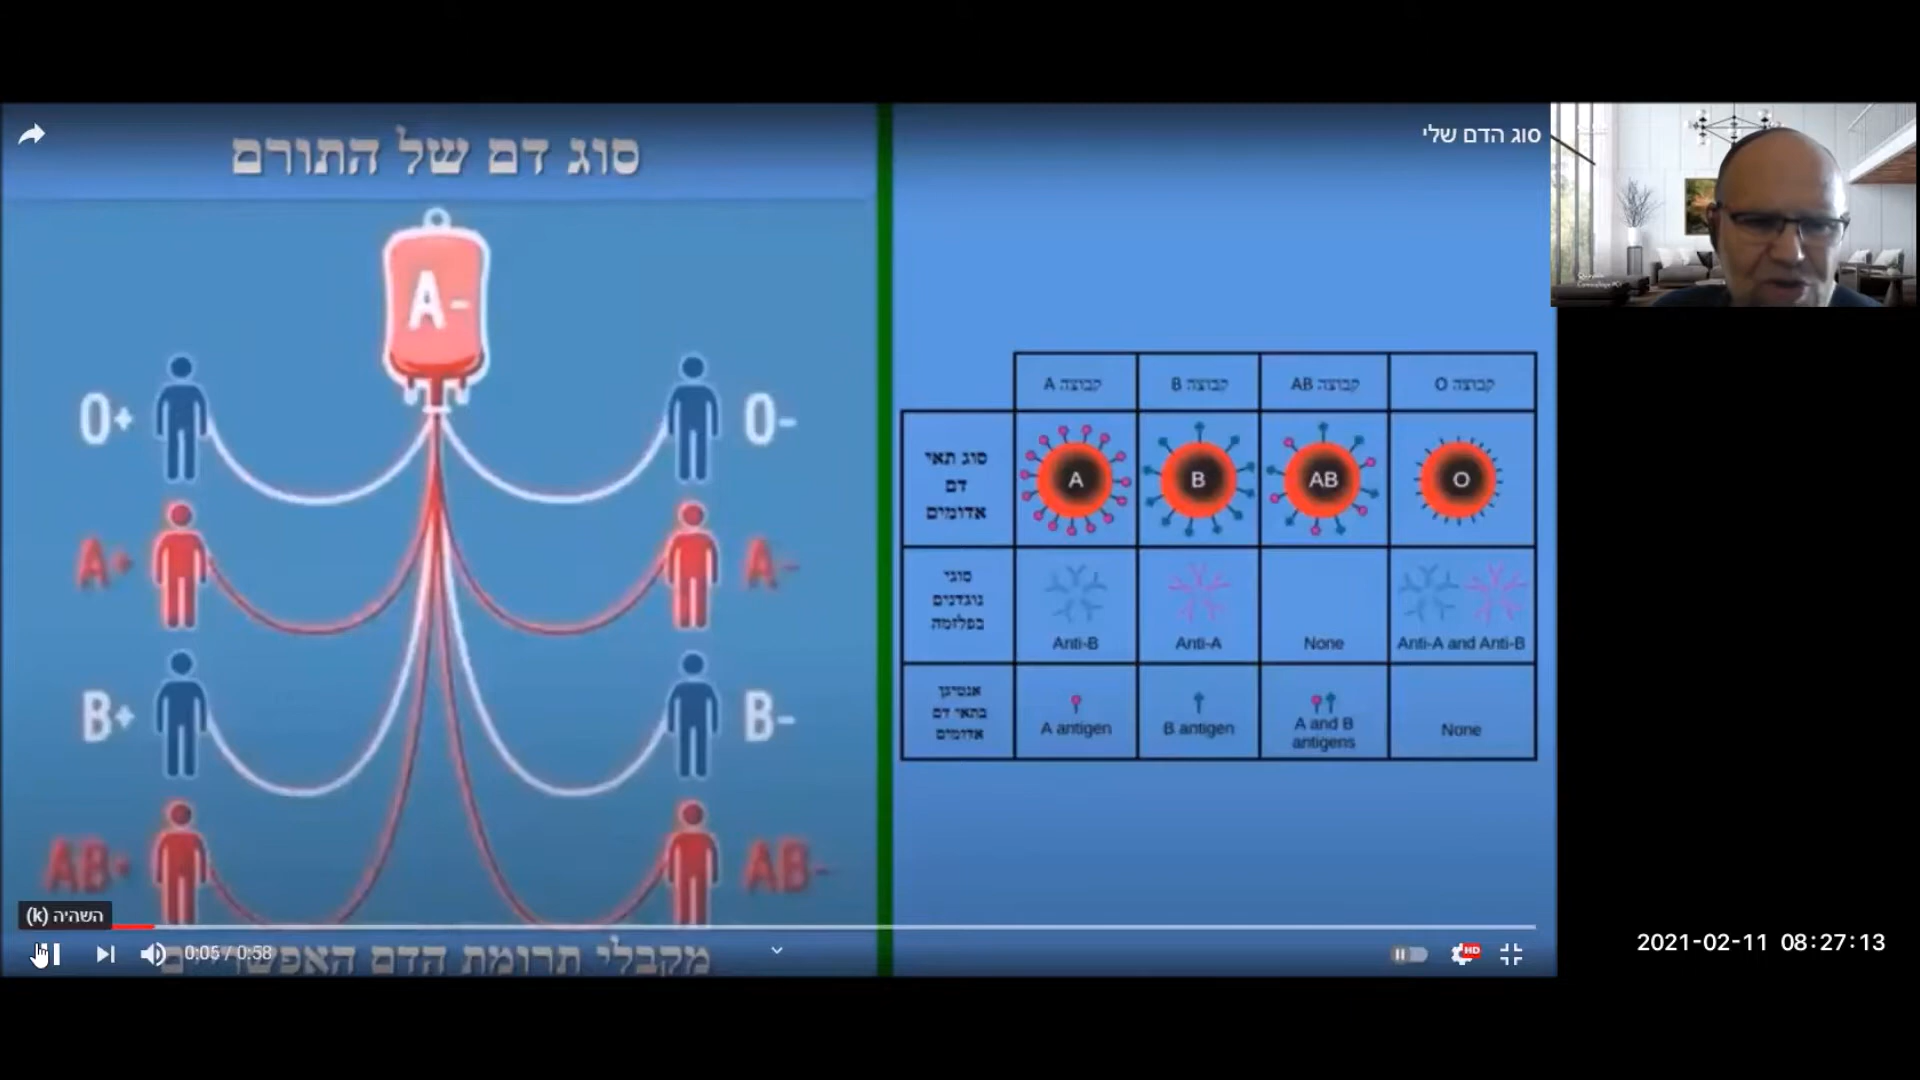 סוג דם של התורם
סוג הדם שלי
A-
O+
O-
A+
A-
B+
B-
AB+
AB-
מקבלי תרומת הדם האפשריים
קבוצה A
קבוצה B
קבוצה AB
קבוצה O
סוג תאי
דם
אדומים
A
B
AB
O
סוגי
נוגדנים
בפלזמה
Anti-B
Anti-A
None
Anti-A and Anti-B
אנטיגן
בתאי דם
אדומים
A antigen
B antigen
A and B
antigens
None
השהיה (k)
0:05 / 0:58
HD
2021-02-11 08:27:13